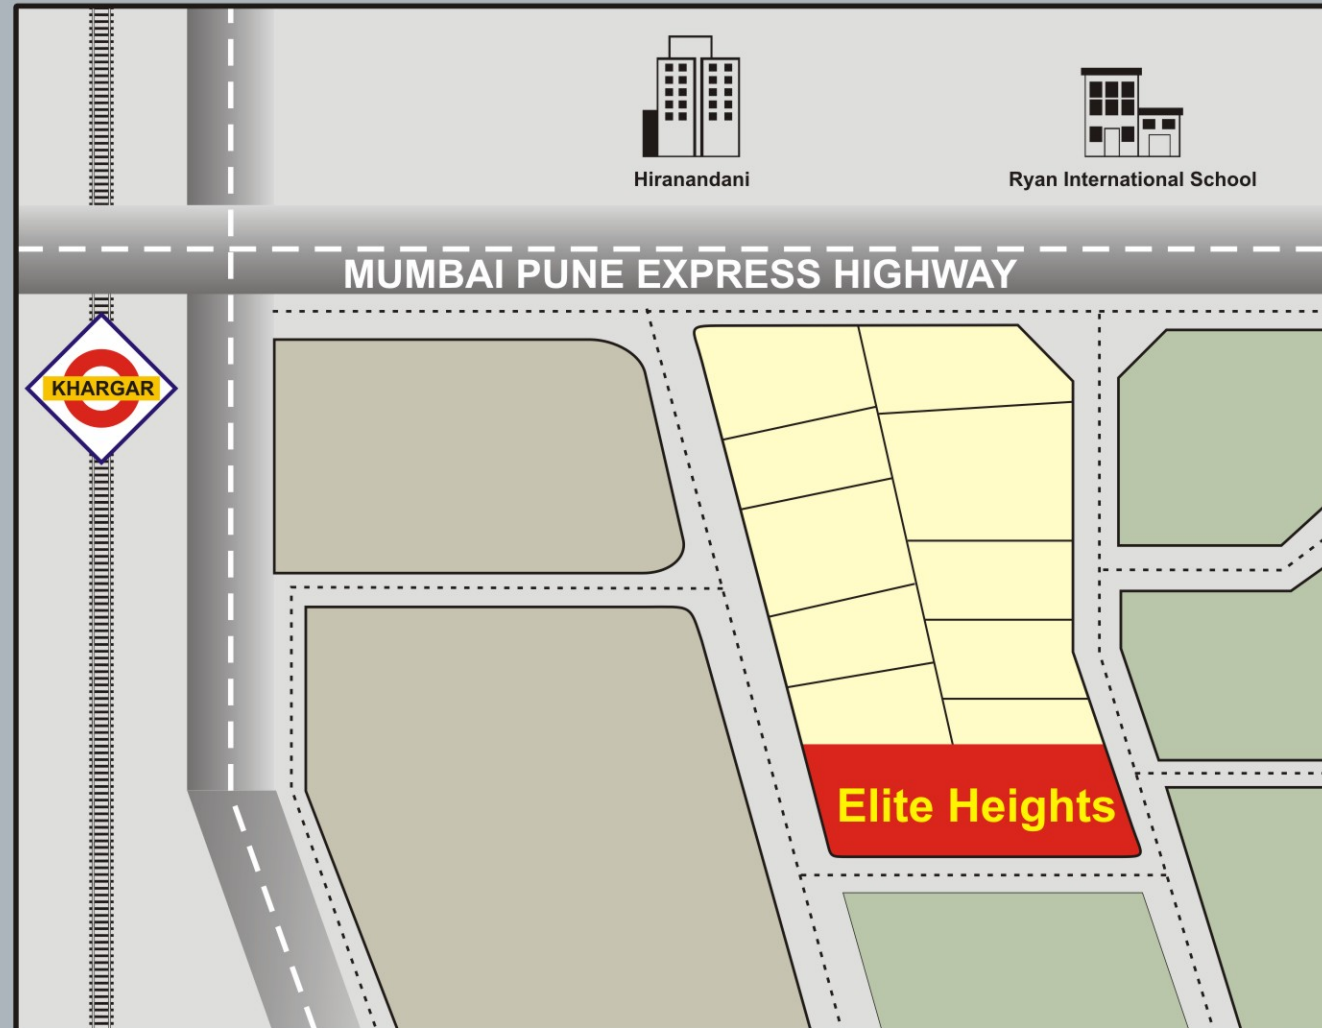 Hiranandani
Ryan International School
MUMBAI PUNE EXPRESS HIGHWAY
KHARGAR
Elite Heights